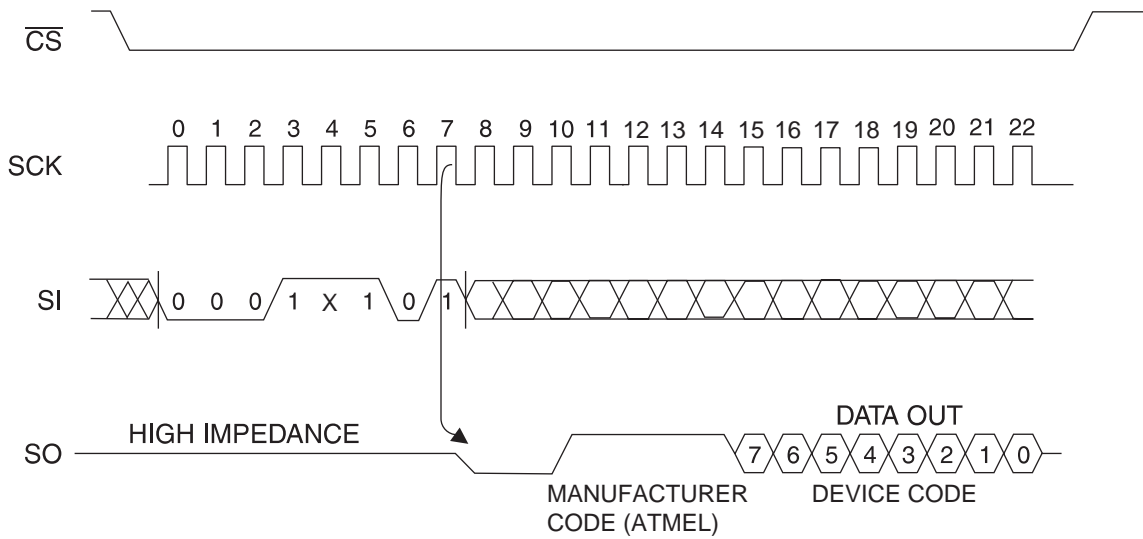 CS
0 1 2 3 4 5 6 7 8 9 10 11 12 13 14 15 16 17 18 19 20 21 22
SCK
SI
0 0 0 1 X 1 0 1
HIGH IMPEDANCE
DATA OUT
SO
7 6 5 4 3 2 1 0
MANUFACTURER
CODE (ATMEL)
DEVICE CODE